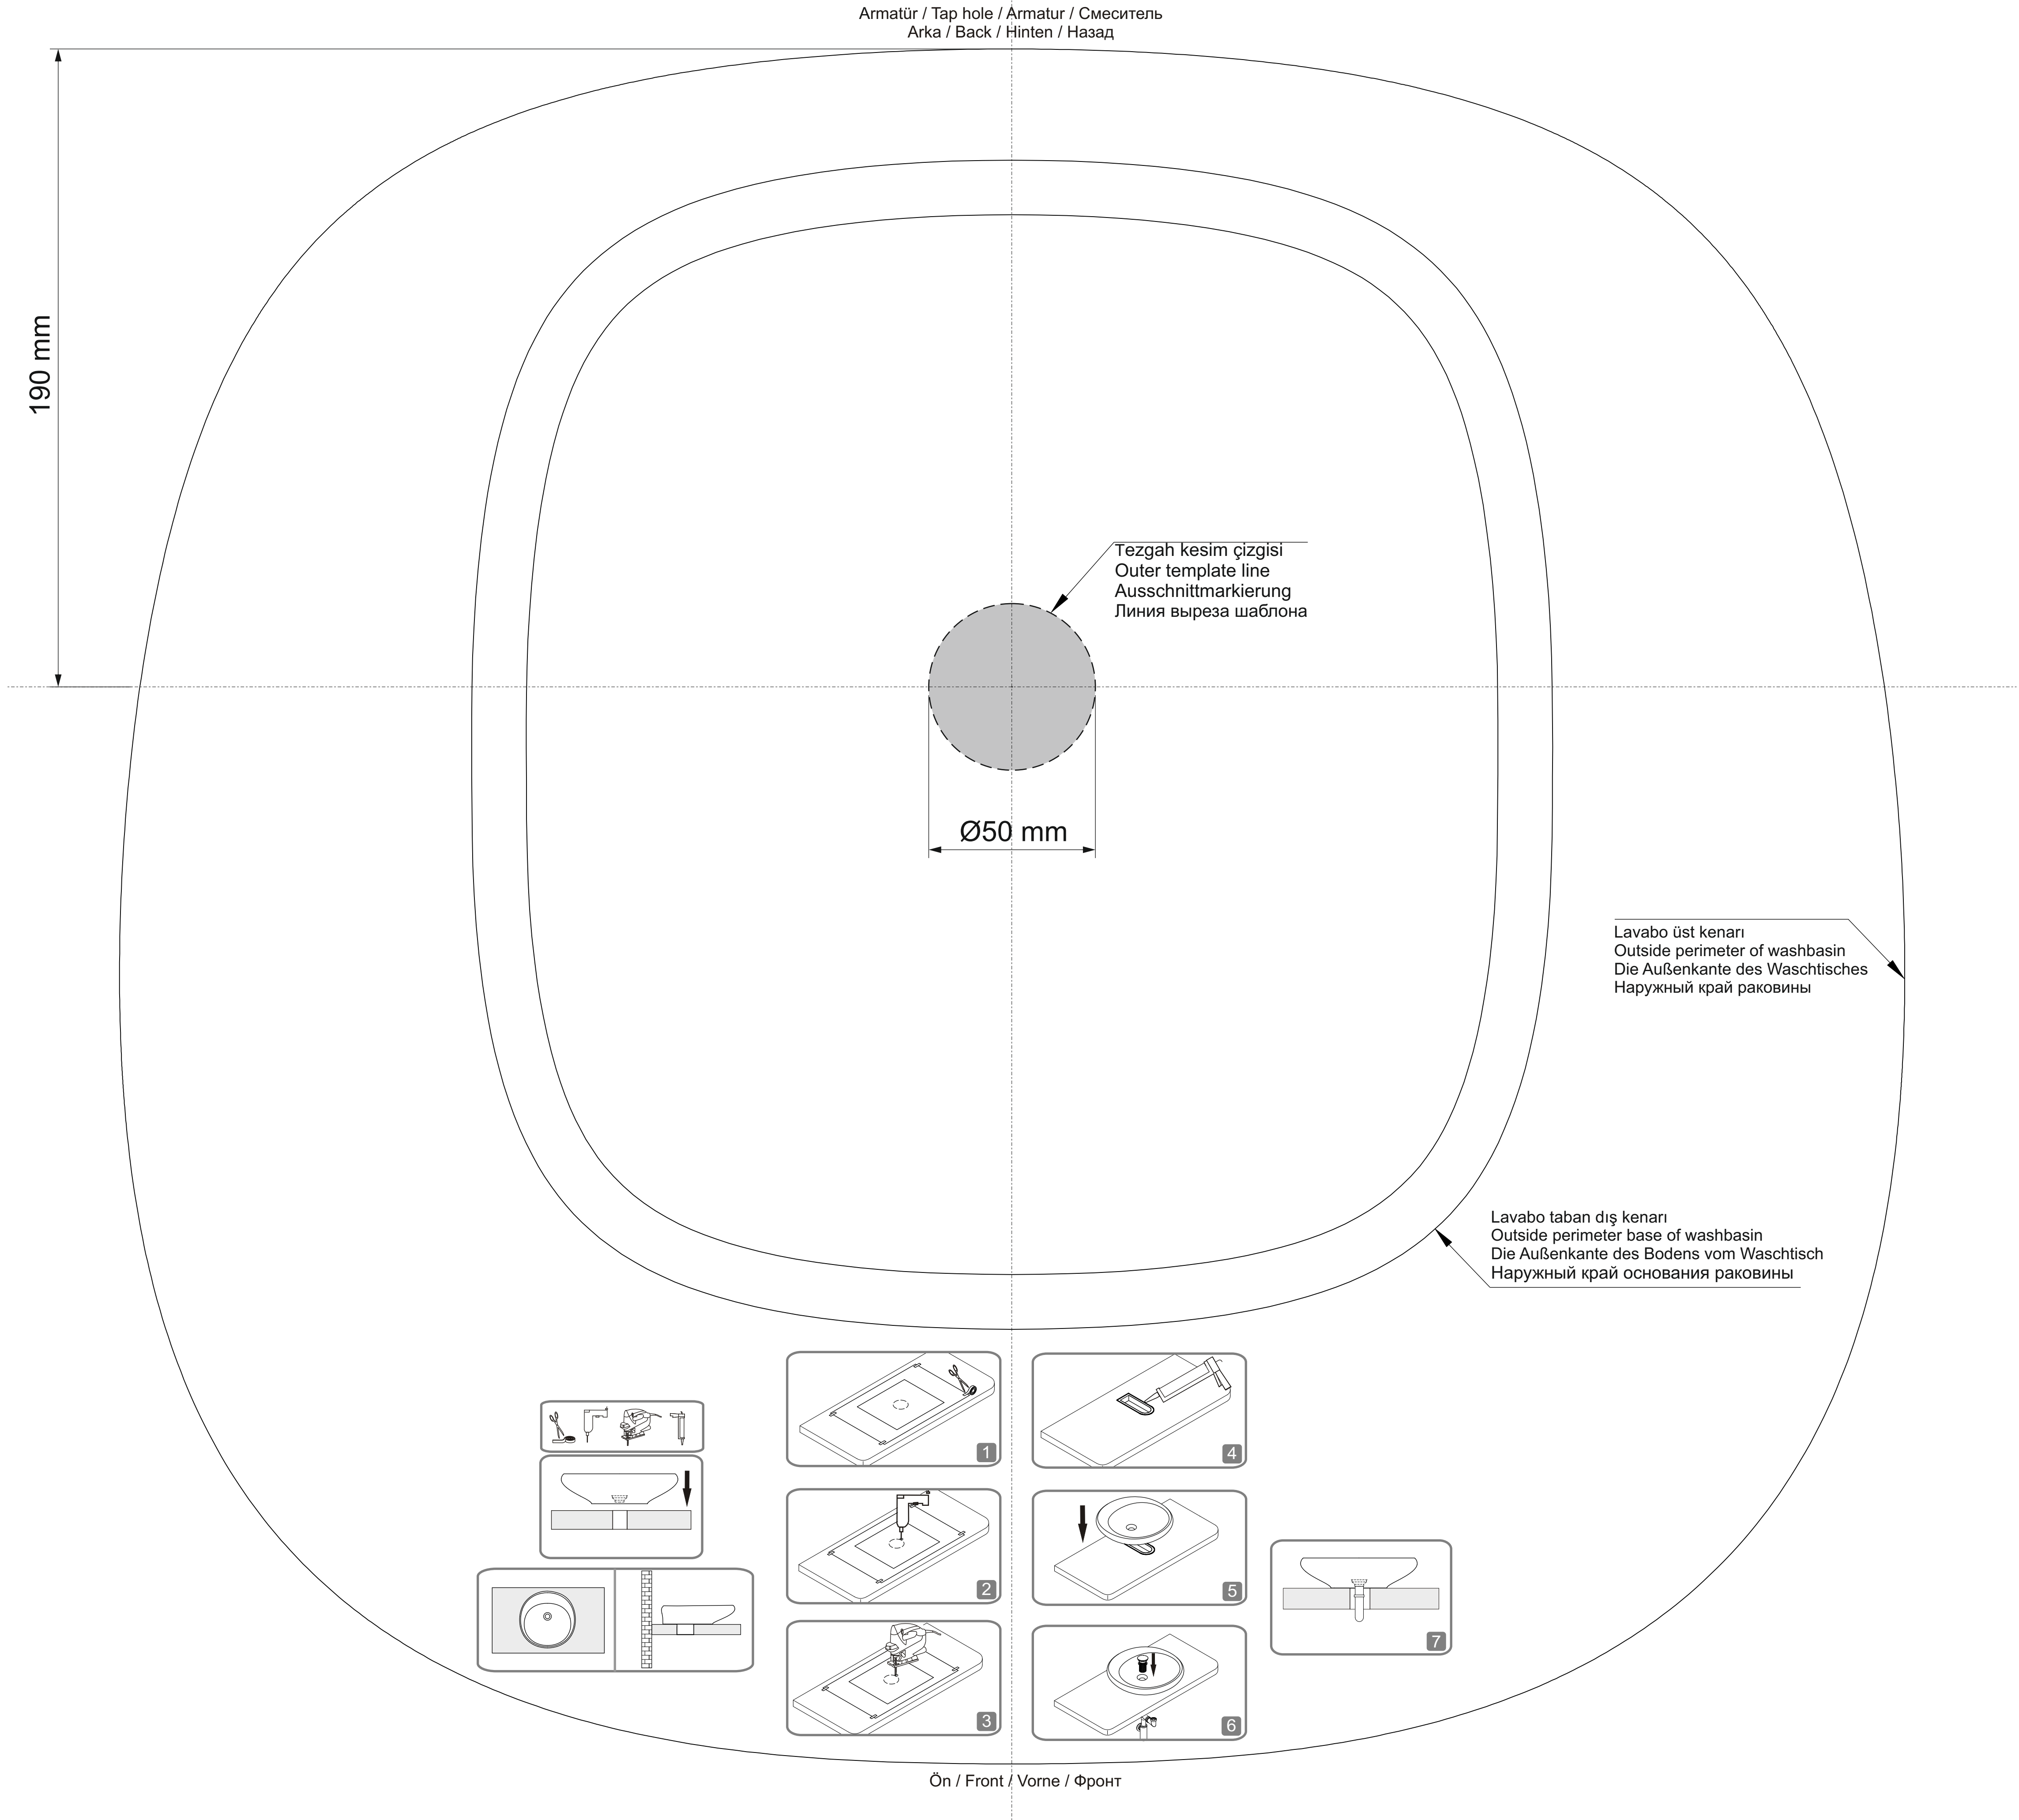 Armatür / Tap hole / Armatur / Смеситель
Arka / Back / Hinten / Назад
190 mm
Tezgah kesim çizgisi
Outer template line
Ausschnittmarkierung
Линия выреза шаблона
Ø50 mm
Lavabo üst kenarı
Outside perimeter of washbasin
Die Außenkante des Waschtisches
Наружный край раковины
Lavabo taban dış kenarı
Outside perimeter base of washbasin
Die Außenkante des Bodens vom Waschtisch
Наружный край основания раковины
1
2
3
4
5
6
7
Ön / Front / Vorne / Фронт